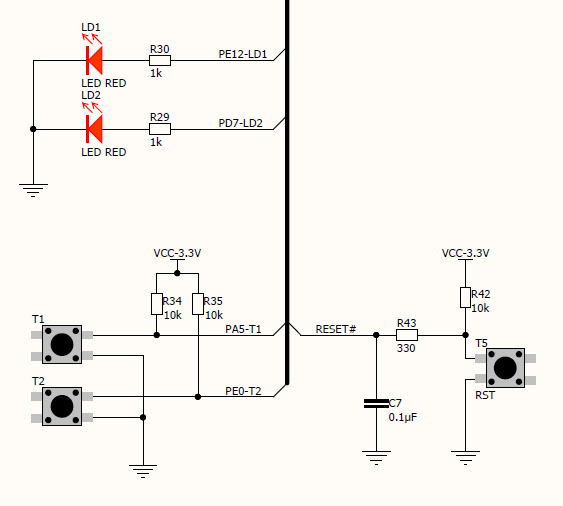 LD1
R30
PE12-LD1
1k
LED RED
LD2
R29
PD7-LD2
1k
LED RED
VCC-3.3V
VCC-3.3V
R34
R35
R42
10k
10k
10k
T1
PA5-T1
RESET#
R43
330
T5
T2
PE0-T2
RST
C7
0.1µF